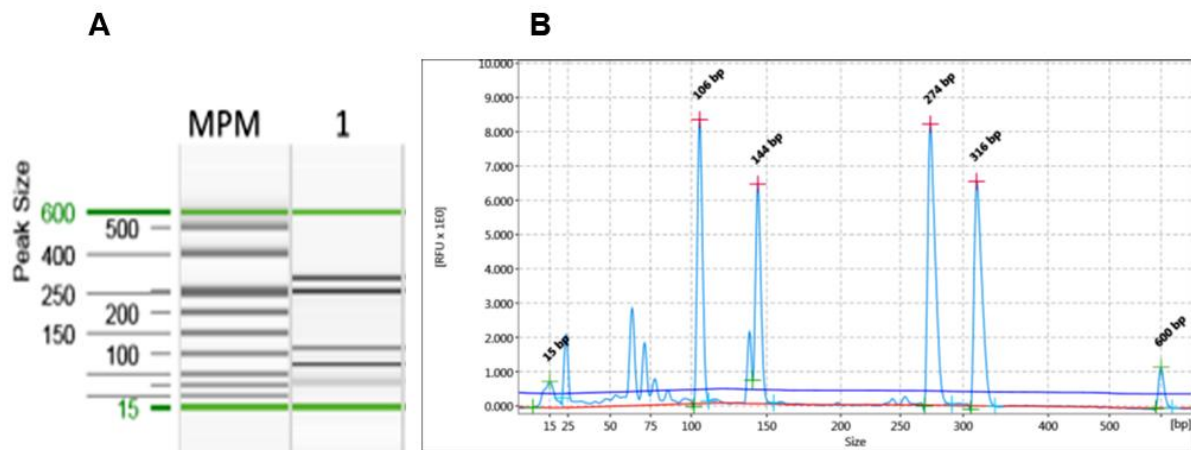 A
B
MPM 1
Peak Size
600
500
400
250
200
150
100
15
10.000
9.000
8.000
7.000
6.000
5.000
4.000
3.000
2.000
1.000
0.000
[RFU x 1E0]
15 bp
106 bp
144 bp
274 bp
316 bp
600 bp
15 25 50 75 100 150 200 250 300 400 500 [bp]
Size